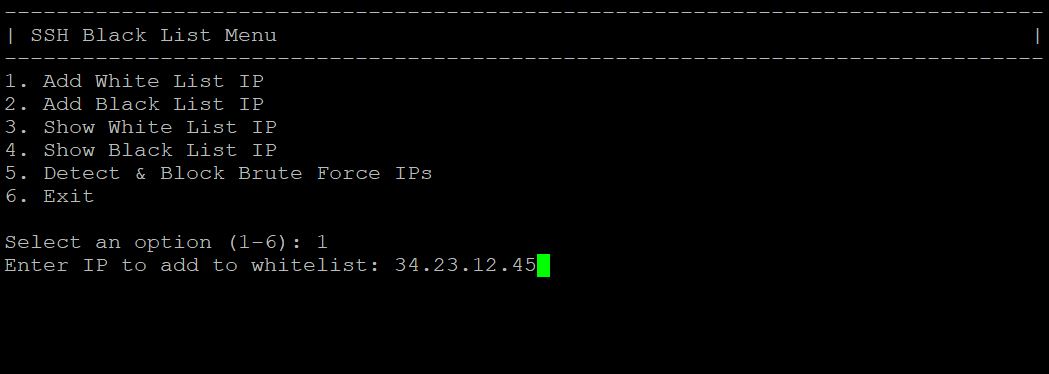 --------------------------------------------------------------------------------
| SSH Black List Menu                                                          |
--------------------------------------------------------------------------------
1. Add White List IP
2. Add Black List IP
3. Show White List IP
4. Show Black List IP
5. Detect & Block Brute Force IPs
6. Exit
Select an option (1-6): 1
Enter IP to add to whitelist: 34.23.12.45